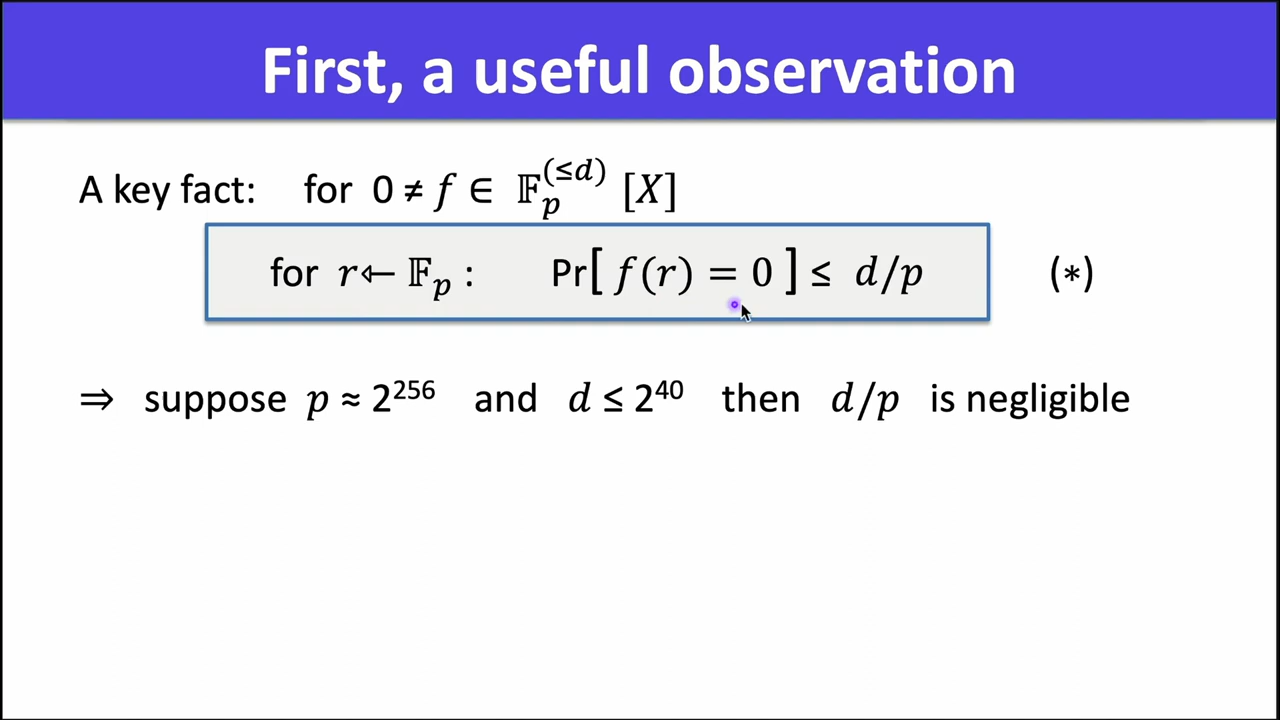 First, a useful observation
A key fact: for 0 ≠ f ∈ 𝔽ₚ^(≤d) [X]
for r ← 𝔽ₚ : Pr[ f(r) = 0 ] ≤ d/p (∗)
⇒ suppose p ≈ 2²⁵⁶ and d ≤ 2⁴⁰ then d/p is negligible